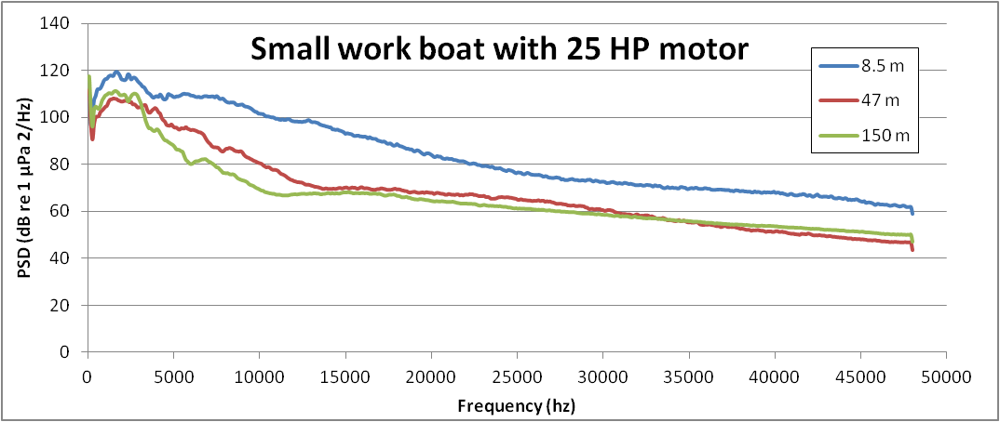 Small work boat with 25 HP motor
PSD (dB re 1 µPa 2/Hz)
140
120
100
80
60
40
20
0
0 5000 10000 15000 20000 25000 30000 35000 40000 45000 50000
Frequency (hz)
8.5 m
47 m
150 m